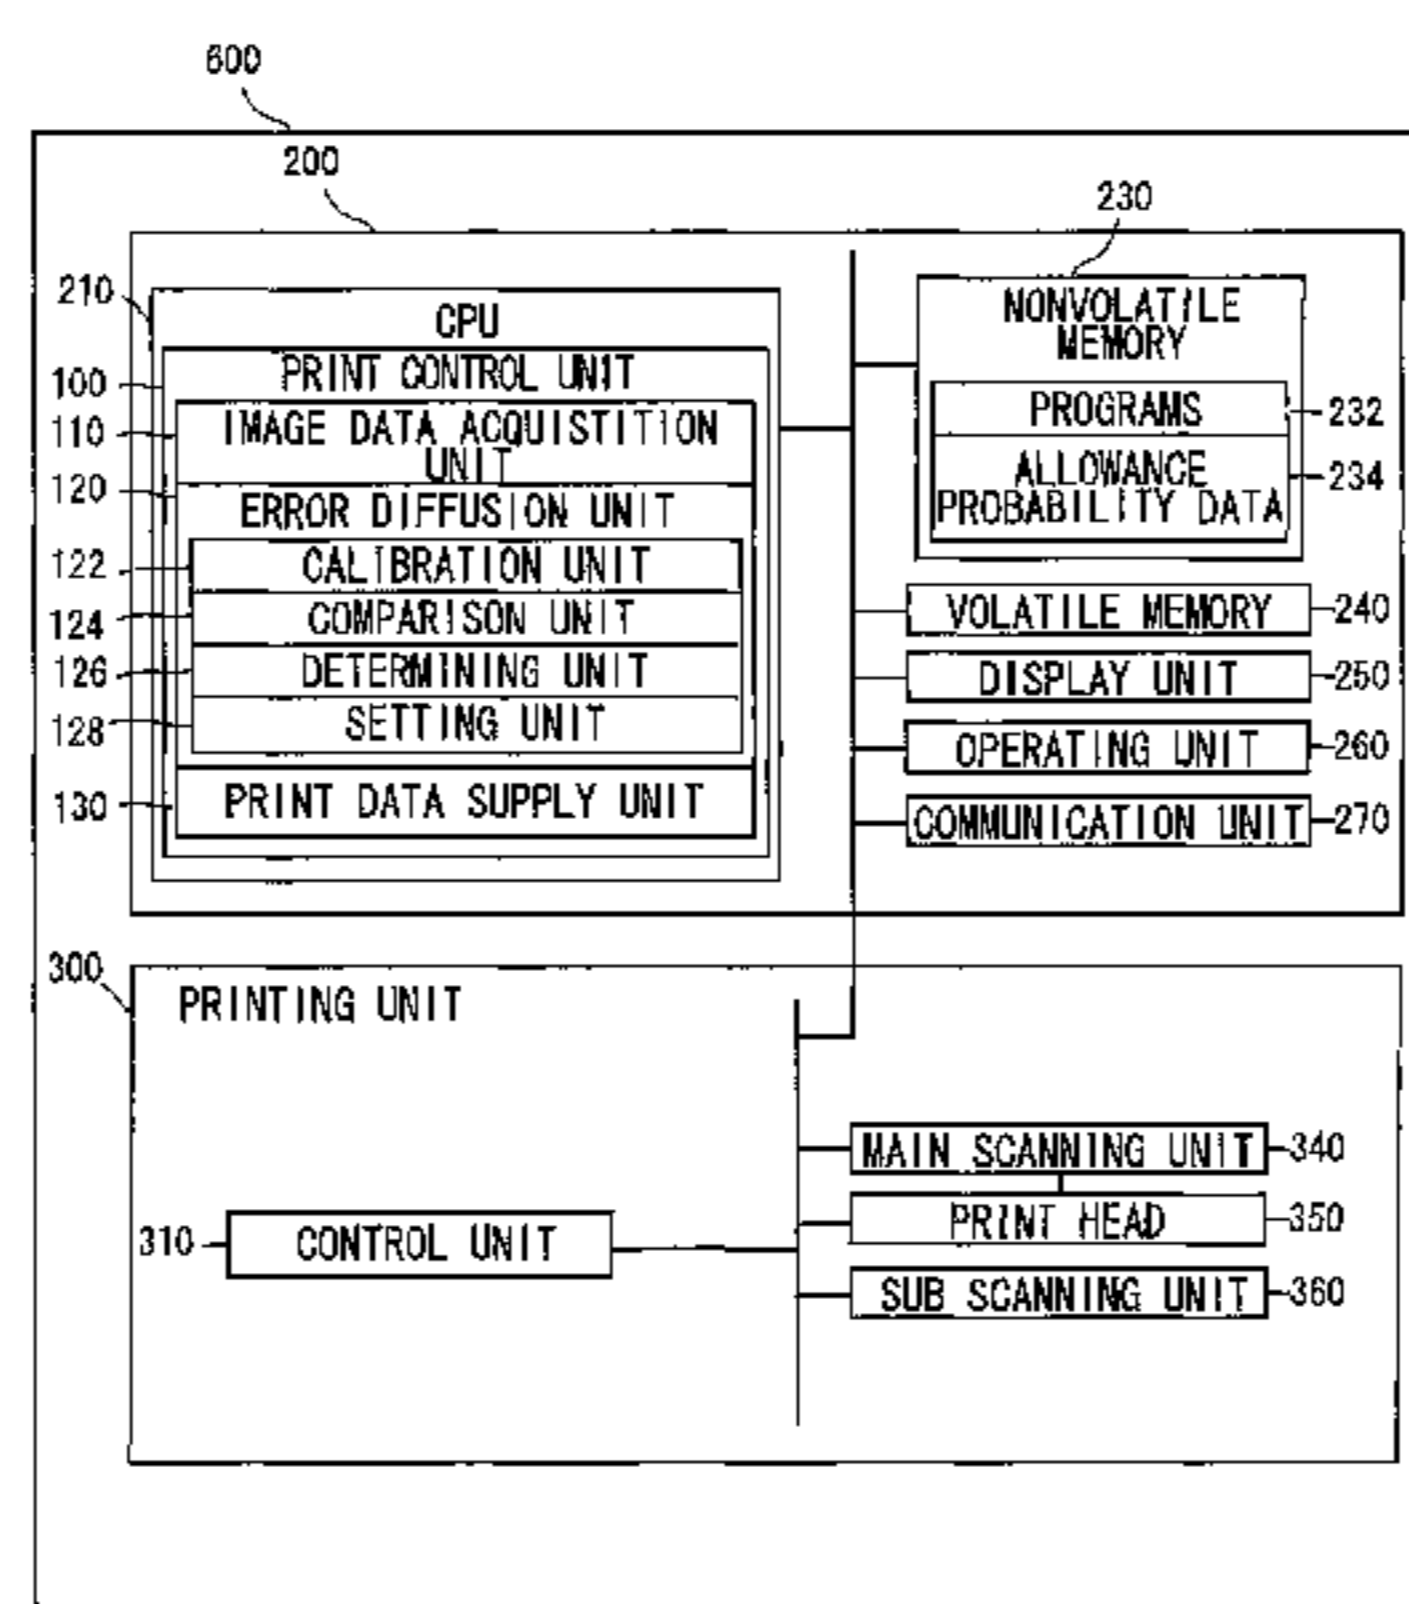 600
200
230
210
CPU
NONVOLATILE
MEMORY
100
PRINT CONTROL UNIT
PROGRAMS
232
110
IMAGE DATA ACQUISTITION
UNIT
ALLOWANCE
PROBABILITY DATA
234
120
ERROR DIFFUSION UNIT
122
CALIBRATION UNIT
124
COMPARISON UNIT
VOLATILE MEMORY
240
126
DETERMINING UNIT
DISPLAY UNIT
250
128
SETTING UNIT
OPERATING UNIT
260
130
PRINT DATA SUPPLY UNIT
COMMUNICATION UNIT
270
300
PRINTING UNIT
MAIN SCANNING UNIT
340
PRINT HEAD
350
310
CONTROL UNIT
SUB SCANNING UNIT
360